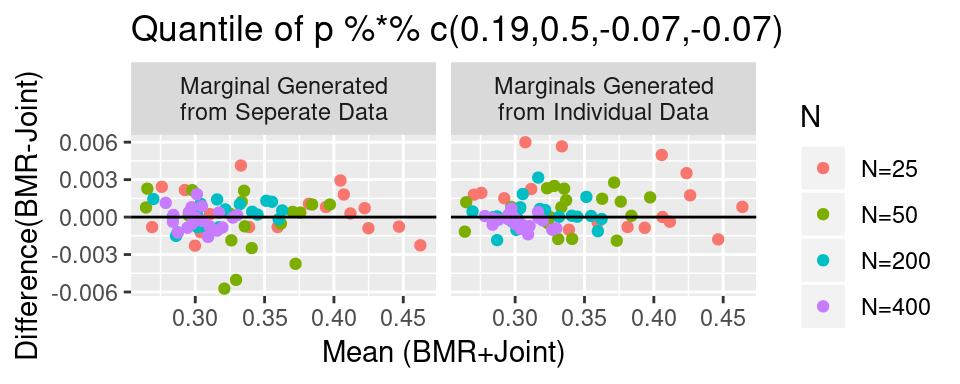 Quantile of p %*% c(0.19,0.5,-0.07,-0.07)
Marginal Generated
from Seperate Data
Marginals Generated
from Individual Data
Difference(BMR-Joint)
0.006
0.003
0.000
-0.003
-0.006
0.30 0.35 0.40 0.45
0.30 0.35 0.40 0.45
Mean (BMR+Joint)
N
N=25
N=50
N=200
N=400